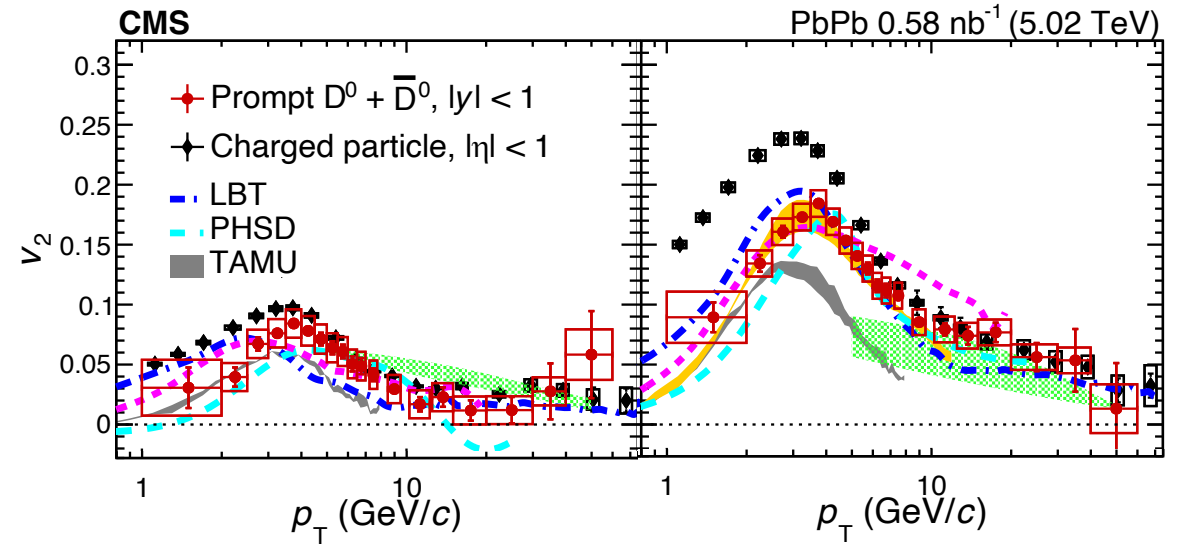 CMS
PbPb 0.58 nb⁻¹ (5.02 TeV)
v₂
0.3
0.25
0.2
0.15
0.1
0.05
0
Prompt D⁰ + D̅⁰, |y| < 1
Charged particle, |η| < 1
LBT
PHSD
TAMU
1
10
p_T (GeV/c)
1
10
p_T (GeV/c)